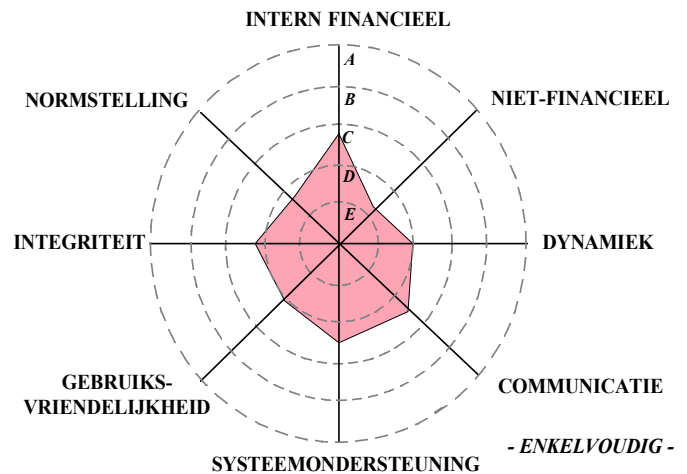 INTERN FINANCIEEL
A
NORMSTELLING
NIET-FINANCIEEL
B
C
D
E
INTEGRITEIT
DYNAMIEK
GEBRUIKS-
VRIENDELIJKHEID
COMMUNICATIE
- ENKELVOUDIG -
SYSTEEMONDERSTEUNING